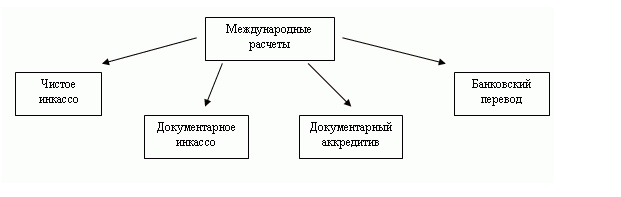 Международные
расчеты
Чистое
инкассо
Банковский
перевод
Документарное
инкассо
Документарный
аккредитив